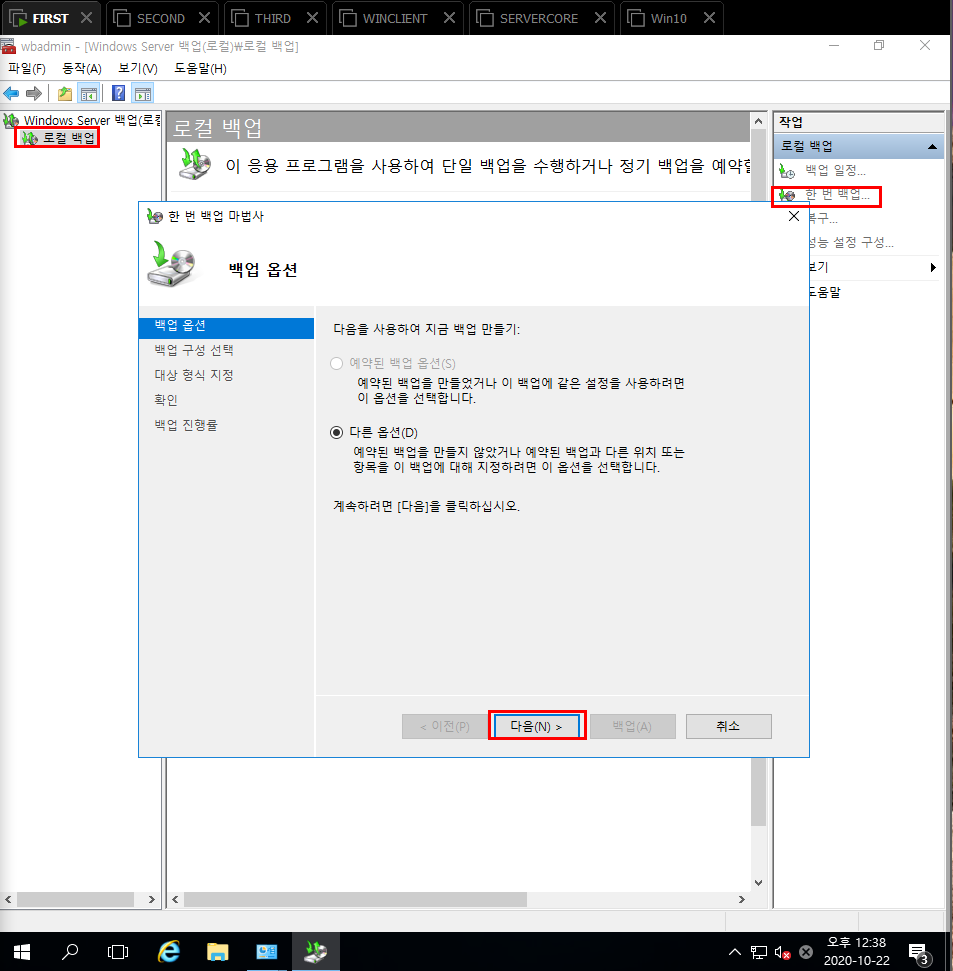 FIRST
SECOND
THIRD
WINCLIENT
SERVERCORE
Win10
wbadmin - [Windows Server 백업(로컬)₩로컬 백업]
파일(F) 동작(A) 보기(V) 도움말(H)
Windows Server 백업(로컬
로컬 백업
로컬 백업
이 응용 프로그램을 사용하여 단일 백업을 수행하거나 정기 백업을 예약할
작업
로컬 백업
백업 일정...
한 번 백업...
복구...
성능 설정 구성...
보기
도움말
한 번 백업 마법사
백업 옵션
백업 옵션
백업 구성 선택
대상 형식 지정
확인
백업 진행률
다음을 사용하여 지금 백업 만들기:
예약된 백업 옵션(S)
예약된 백업을 만들었거나 이 백업에 같은 설정을 사용하려면
이 옵션을 선택합니다.
다른 옵션(D)
예약된 백업을 만들지 않았거나 예약된 백업과 다른 위치 또는
항목을 이 백업에 대해 지정하려면 이 옵션을 선택합니다.
계속하려면 [다음]을 클릭하십시오.
< 이전(P)
다음(N) >
백업(A)
취소
오후 12:38
2020-10-22
3